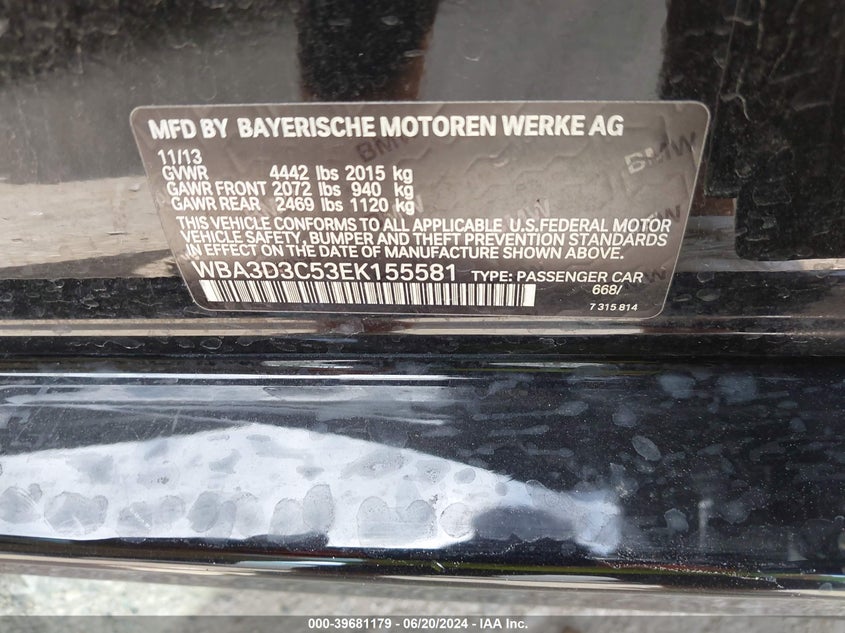 MFD BY BAYERISCHE MOTOREN WERKE AG
11/13
GVWR 4442 lbs 2015 kg
GAWR FRONT 2072 lbs 940 kg
GAWR REAR 2469 lbs 1120 kg
THIS VEHICLE CONFORMS TO ALL APPLICABLE U.S.FEDERAL MOTOR
VEHICLE SAFETY, BUMPER AND THEFT PREVENTION STANDARDS
IN EFFECT ON THE DATE OF MANUFACTURE SHOWN ABOVE.
WBA3D3C53EK155581 TYPE: PASSENGER CAR
668/
7 315 814
BMW
BMW
000-39681179 - 06/20/2024 - IAA Inc.